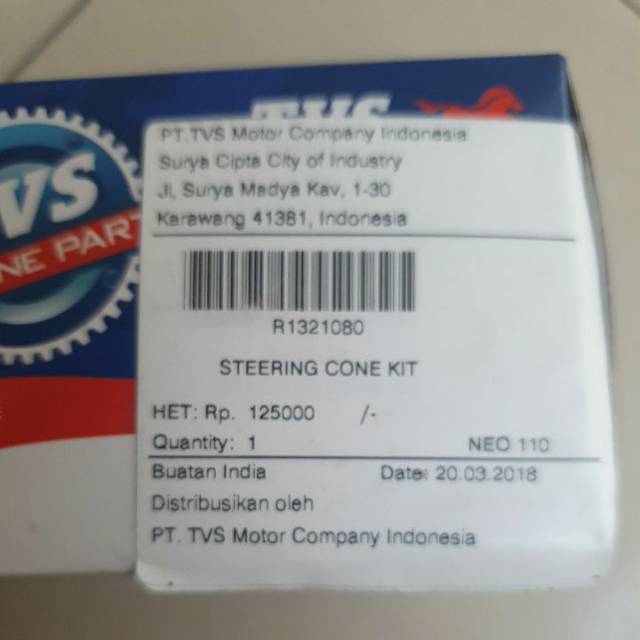 TVS
PT.TVS Motor Company Indonesia
Surya Cipta City of Industry
Jl, Surya Madya Kav, 1-30
Karawang 41381, Indonesia
VS
NE PART
R1321080
STEERING CONE KIT
HET: Rp. 125000 /-
Quantity: 1 NEO 110
Buatan India Date: 20.03.2018
Distribusikan oleh
PT. TVS Motor Company Indonesia